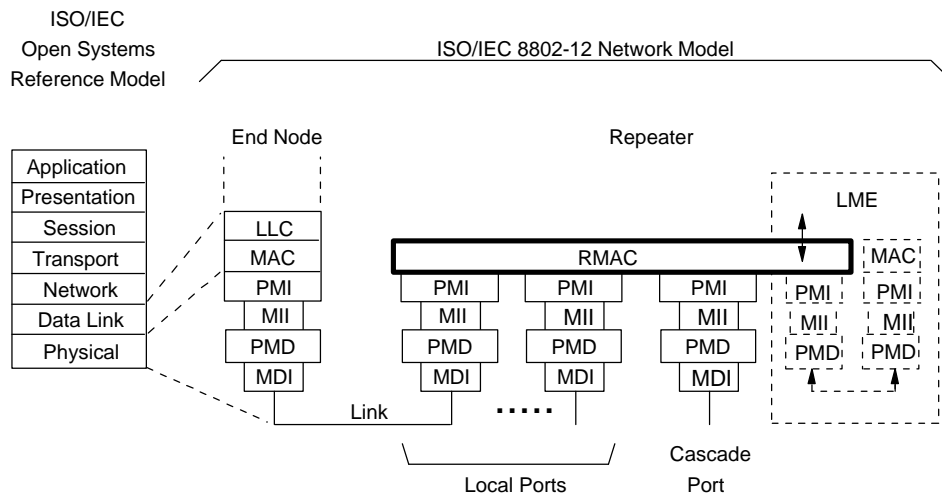 ISO/IEC
Open Systems
Reference Model
ISO/IEC 8802-12 Network Model
End Node
Repeater
Application
Presentation
Session
Transport
Network
Data Link
Physical
LLC
MAC
PMI
MII
PMD
MDI
RMAC
PMI
MII
PMD
MDI
PMI
MII
PMD
MDI
PMI
MII
PMD
MDI
LME
PMI
MII
PMD
MAC
PMI
MII
PMD
Link
.....
Local Ports
Cascade
Port